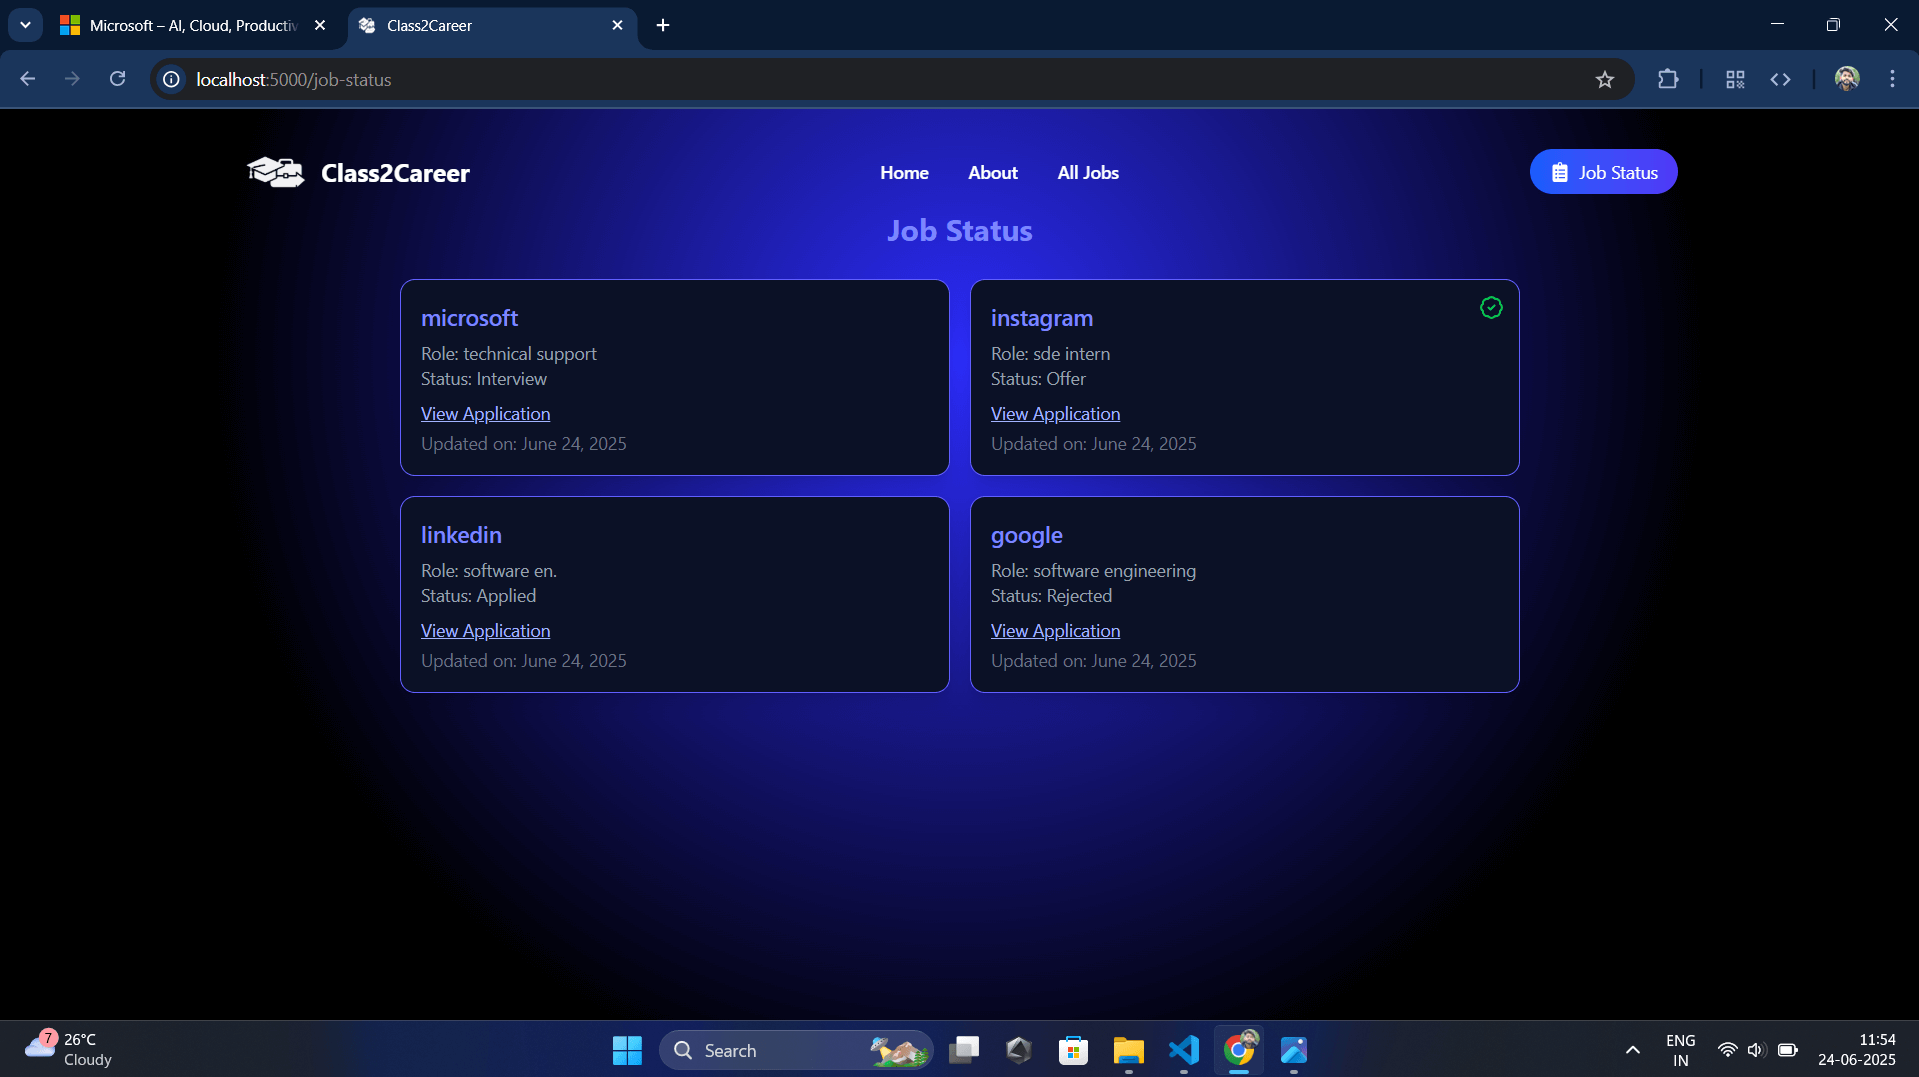 Microsoft – AI, Cloud, Productiv
Class2Career
localhost:5000/job-status
Class2Career
Home
About
All Jobs
Job Status
Job Status
microsoft
Role: technical support
Status: Interview
View Application
Updated on: June 24, 2025
instagram
Role: sde intern
Status: Offer
View Application
Updated on: June 24, 2025
linkedin
Role: software en.
Status: Applied
View Application
Updated on: June 24, 2025
google
Role: software engineering
Status: Rejected
View Application
Updated on: June 24, 2025
7
26°C
Cloudy
Search
ENG
IN
11:54
24-06-2025